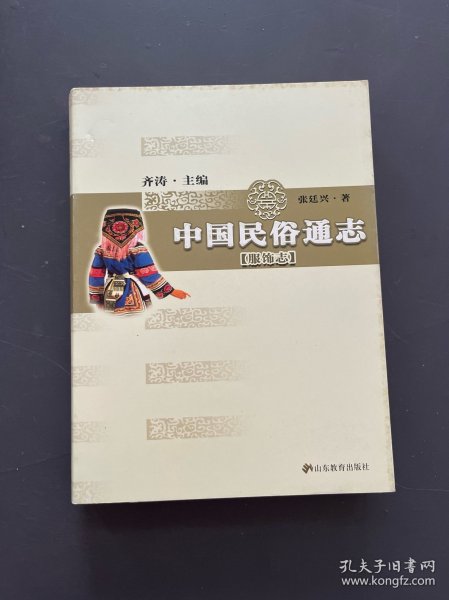 齐涛·主编
张廷兴·著
中国民俗通志
【服饰志】
山东教育出版社
孔夫子旧书网
www.kongfz.com